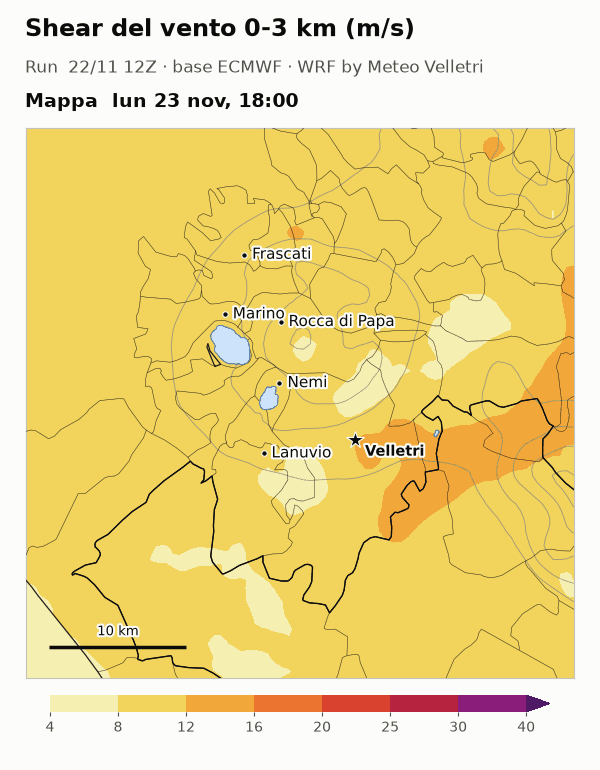 Shear del vento 0-3 km (m/s)
Run  22/11 12Z · base ECMWF · WRF by Meteo Velletri
Mappa  lun 23 nov, 18:00
Frascati
Marino
Rocca di Papa
Nemi
Velletri
Lanuvio
10 km
4 8 12 16 20 25 30 40